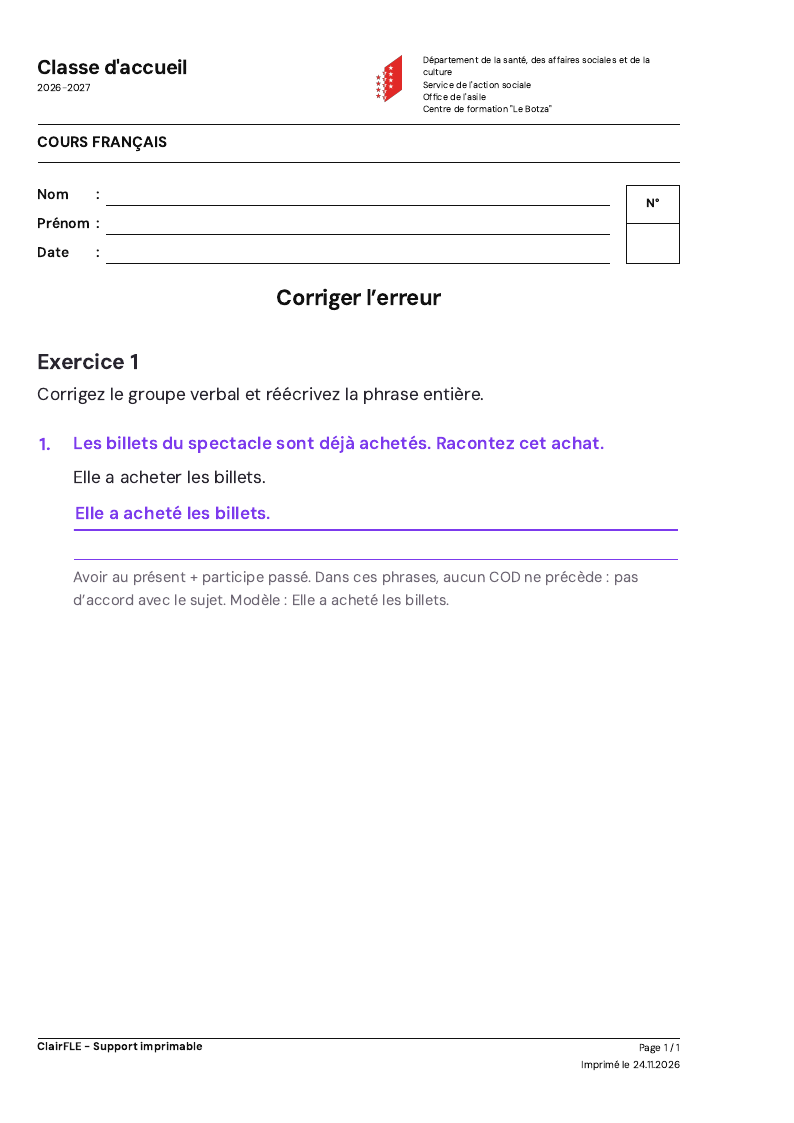 Classe d'accueil
2026-2027
Département de la santé, des affaires sociales et de la
culture
Service de l'action sociale
Office de l'asile
Centre de formation "Le Botza"
COURS FRANÇAIS
Nom :
Prénom :
Date :
N°
Corriger l’erreur
Exercice 1
Corrigez le groupe verbal et réécrivez la phrase entière.
1. Les billets du spectacle sont déjà achetés. Racontez cet achat.
Elle a acheter les billets.
Elle a acheté les billets.
Avoir au présent + participe passé. Dans ces phrases, aucun COD ne précède : pas
d’accord avec le sujet. Modèle : Elle a acheté les billets.
ClairFLE - Support imprimable
Page 1 / 1
Imprimé le 24.11.2026